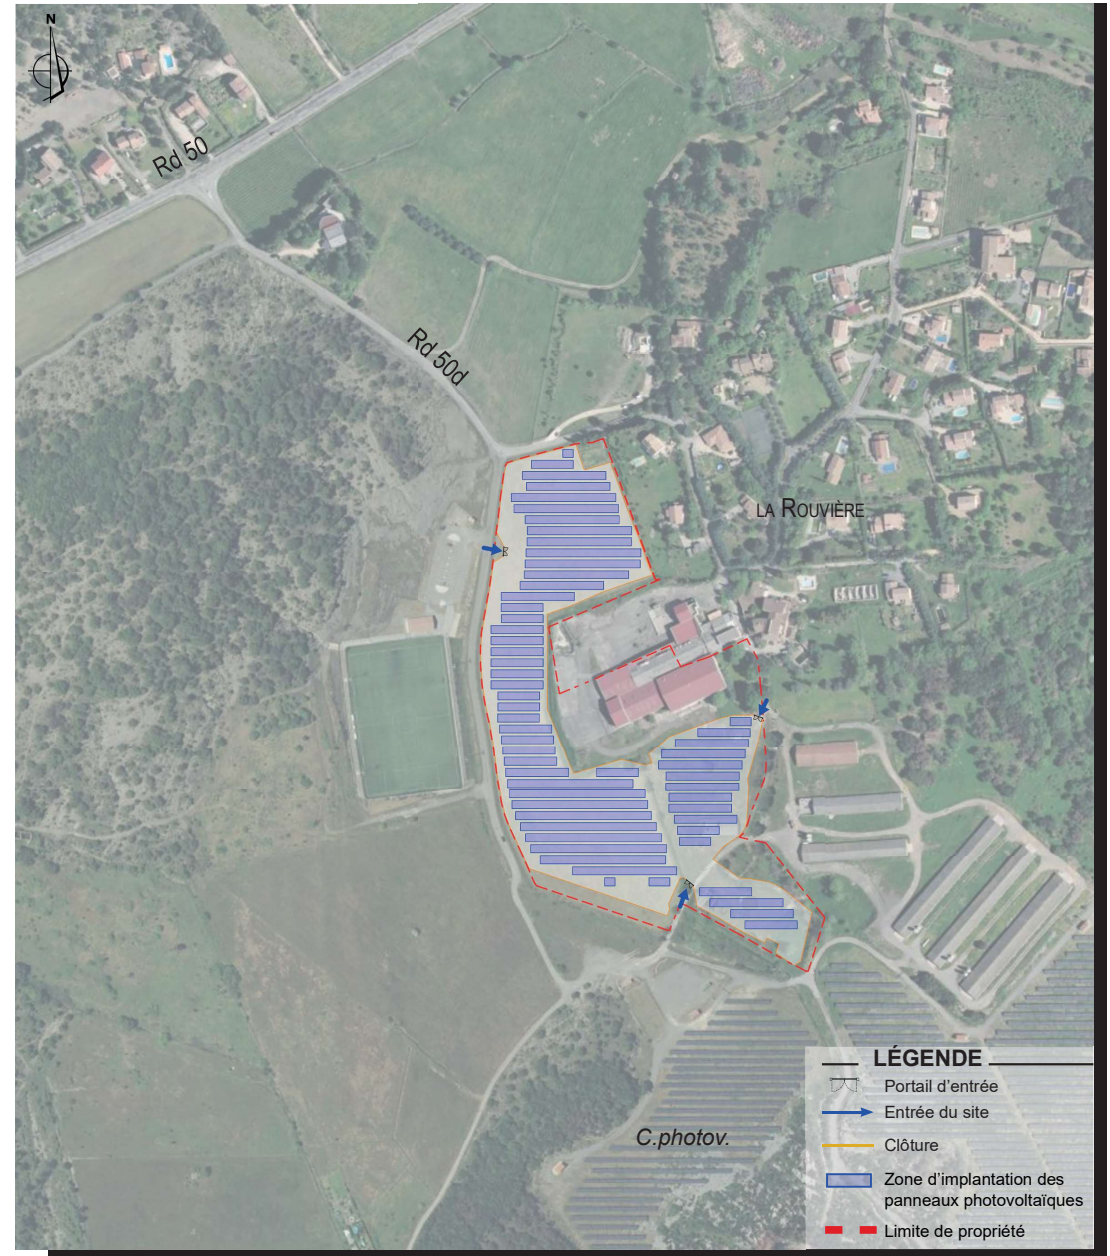 N
Rd 50
Rd 50d
LA ROUVIÈRE
C.photov.
LÉGENDE
Portail d'entrée
Entrée du site
Clôture
Zone d'implantation des
panneaux photovoltaïques
Limite de propriété